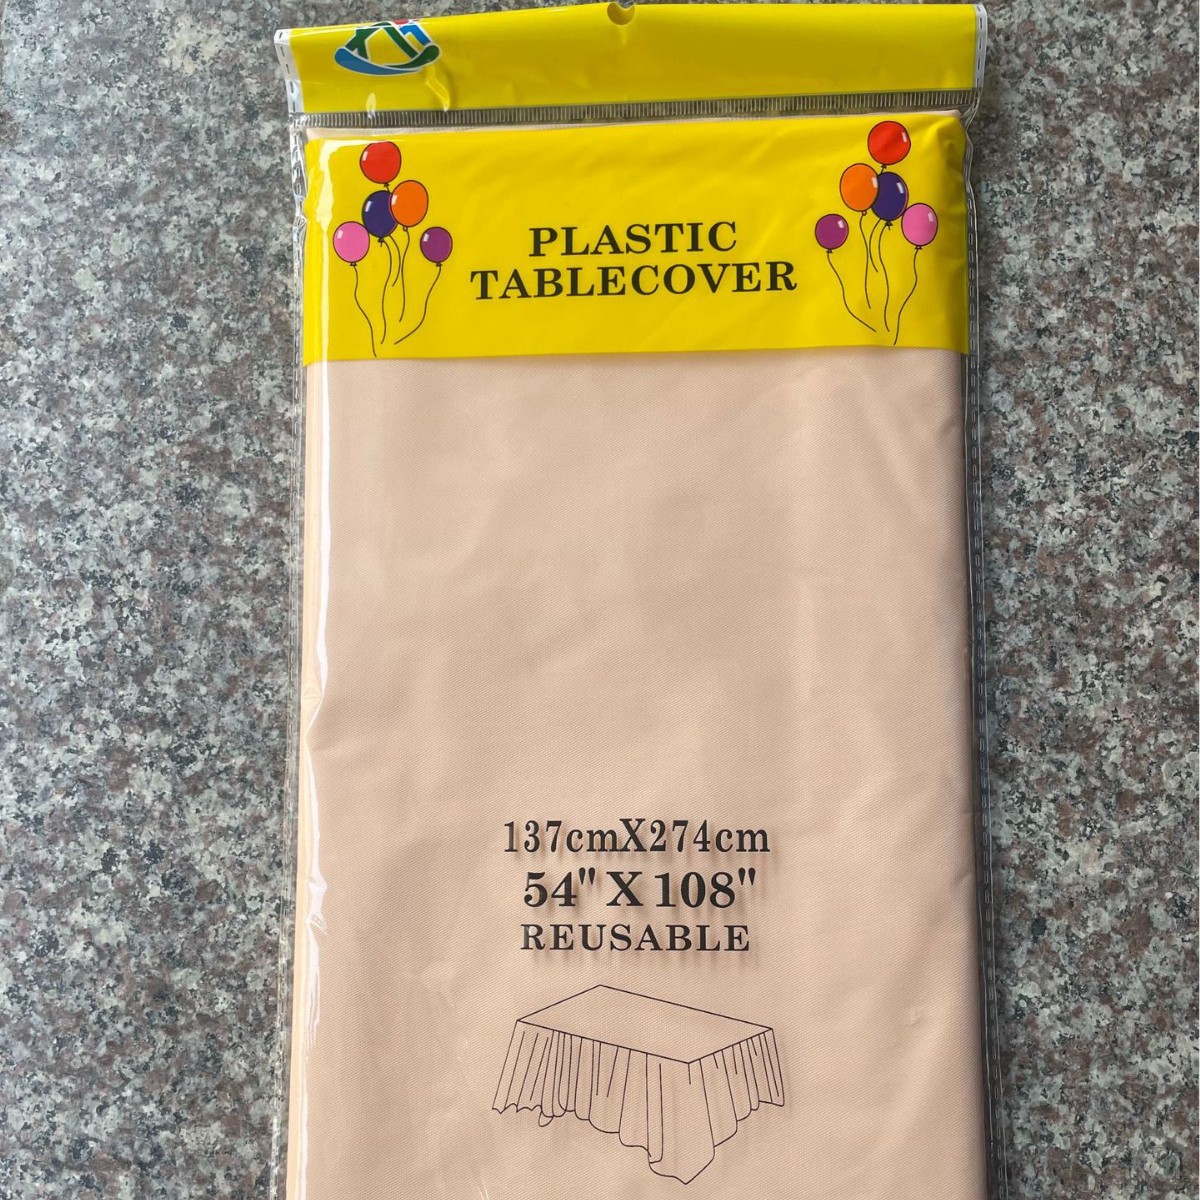 PLASTIC
TABLECOVER
137cmX274cm
54" X 108"
REUSABLE